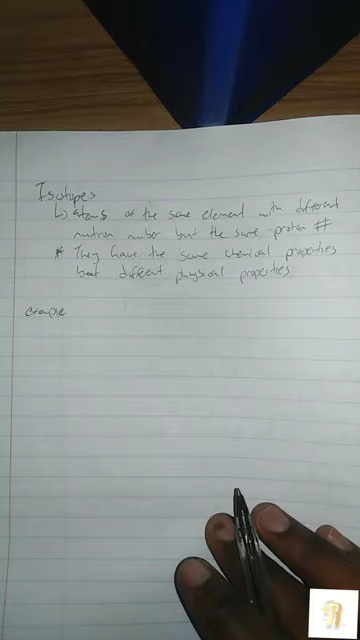 Isotopes
↳ atoms of the same element with different
nutron number but the same proton #
* They have the same chemical properties
but different physical properties
example